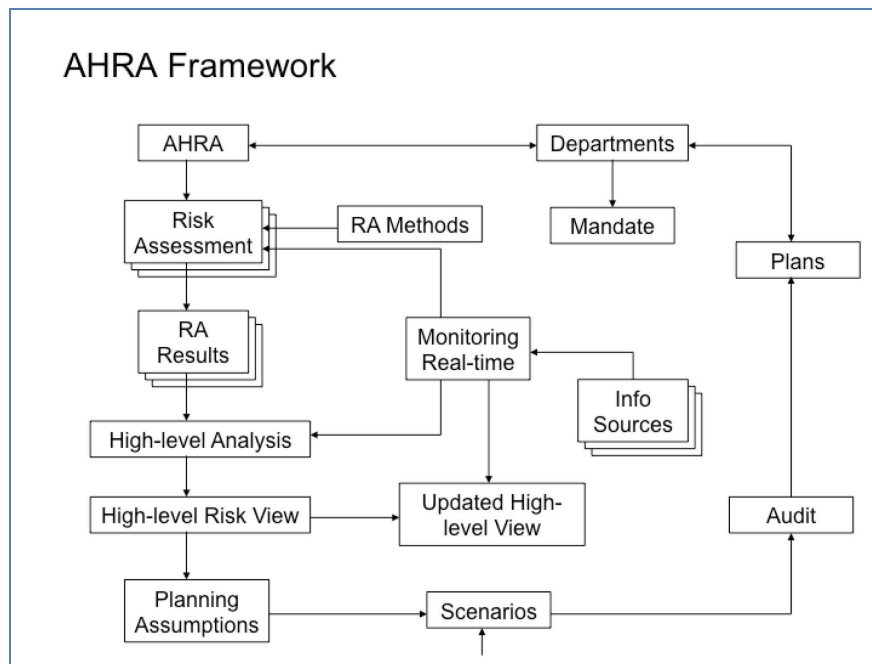 AHRA Framework
AHRA
Departments
Risk
Assessment
RA Methods
Mandate
Plans
RA
Results
Monitoring
Real-time
Info
Sources
High-level Analysis
High-level Risk View
Updated High-
level View
Audit
Planning
Assumptions
Scenarios